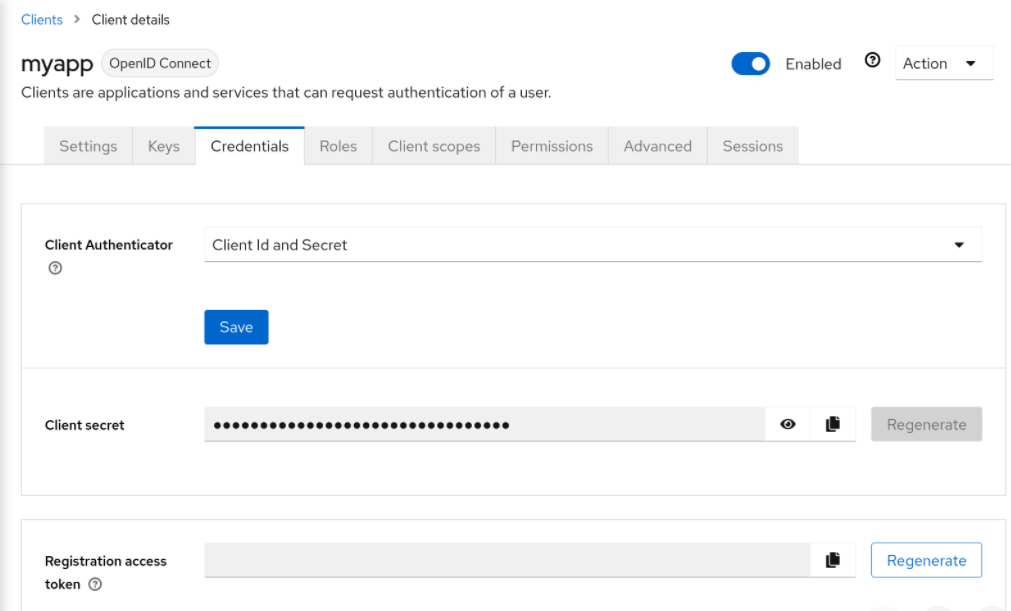 Clients > Client details
myapp OpenID Connect Enabled Action
Clients are applications and services that can request authentication of a user.
Settings Keys Credentials Roles Client scopes Permissions Advanced Sessions
Client Authenticator Client Id and Secret
Save
Client secret •••••••••••••••••••••••••••••••• Regenerate
Registration access Regenerate
token